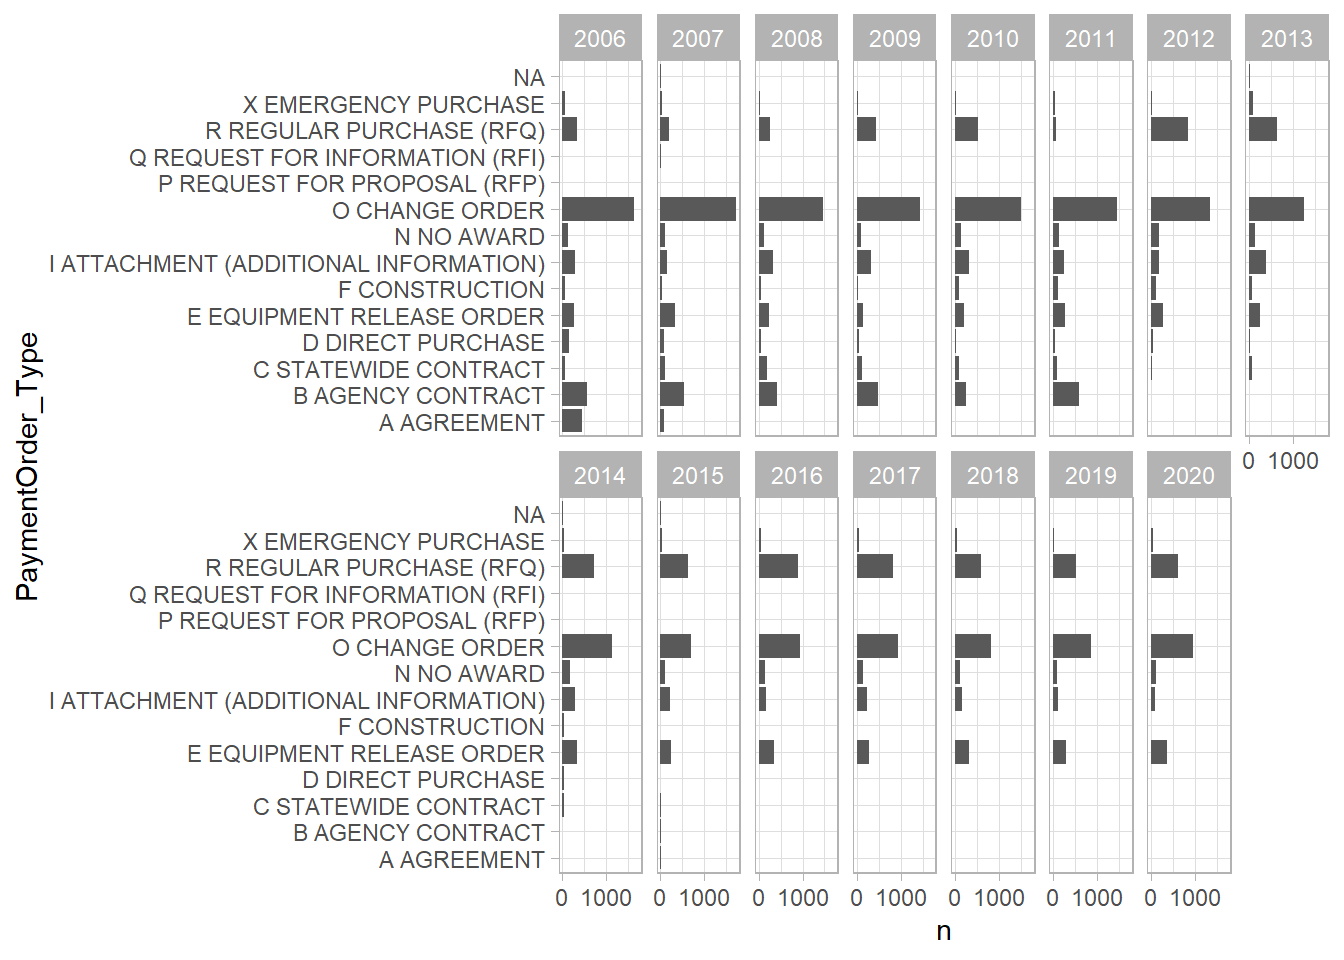 2006 2007 2008 2009 2010 2011 2012 2013
NA
X EMERGENCY PURCHASE
R REGULAR PURCHASE (RFQ)
Q REQUEST FOR INFORMATION (RFI)
P REQUEST FOR PROPOSAL (RFP)
O CHANGE ORDER
N NO AWARD
I ATTACHMENT (ADDITIONAL INFORMATION)
F CONSTRUCTION
E EQUIPMENT RELEASE ORDER
D DIRECT PURCHASE
C STATEWIDE CONTRACT
B AGENCY CONTRACT
A AGREEMENT
0 1000
2014 2015 2016 2017 2018 2019 2020
NA
X EMERGENCY PURCHASE
R REGULAR PURCHASE (RFQ)
Q REQUEST FOR INFORMATION (RFI)
P REQUEST FOR PROPOSAL (RFP)
O CHANGE ORDER
N NO AWARD
I ATTACHMENT (ADDITIONAL INFORMATION)
F CONSTRUCTION
E EQUIPMENT RELEASE ORDER
D DIRECT PURCHASE
C STATEWIDE CONTRACT
B AGENCY CONTRACT
A AGREEMENT
0 1000 0 1000 0 1000 0 1000 0 1000 0 1000 0 1000
n
PaymentOrder_Type